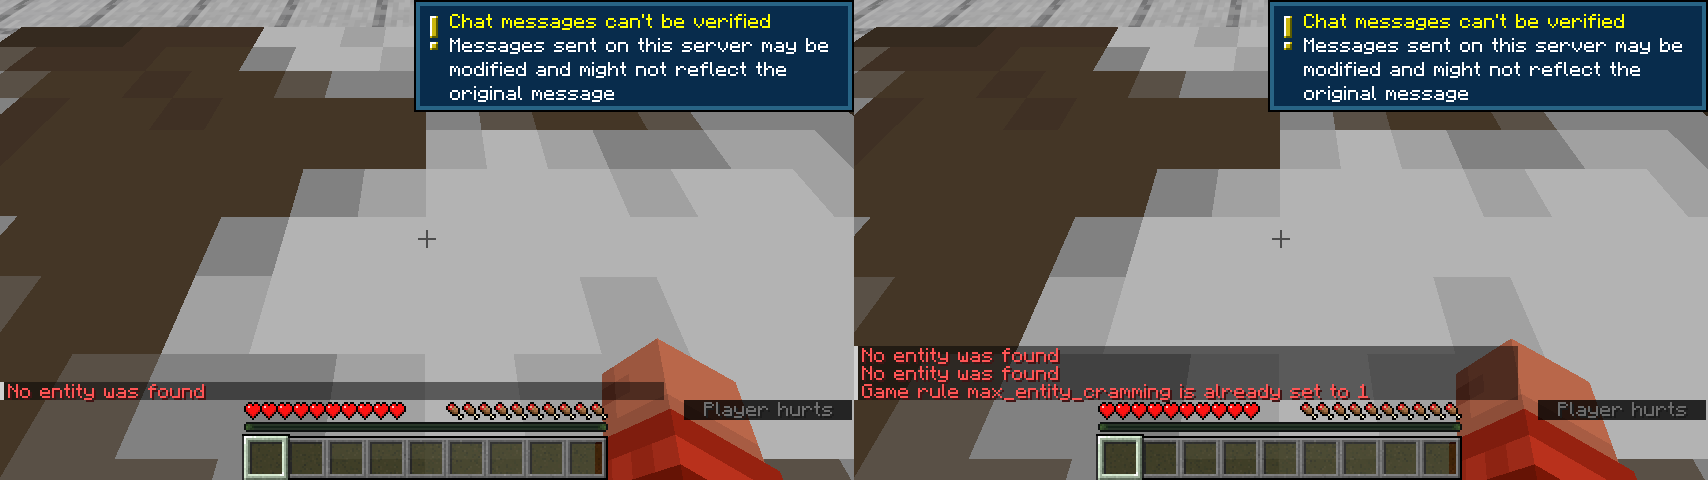 Chat messages can't be verified
Messages sent on this server may be
modified and might not reflect the
original message
No entity was found
Player hurts
Chat messages can't be verified
Messages sent on this server may be
modified and might not reflect the
original message
No entity was found
No entity was found
Game rule max_entity_cramming is already set to 1
Player hurts